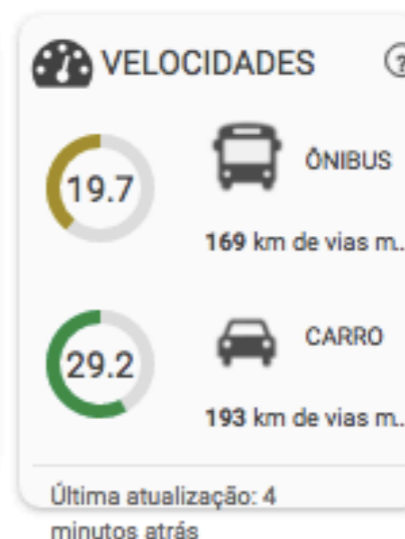 VELOCIDADES ?
19.7
ÔNIBUS
169 km de vias m..
29.2
CARRO
193 km de vias m..
Última atualização: 4
minutos atrás